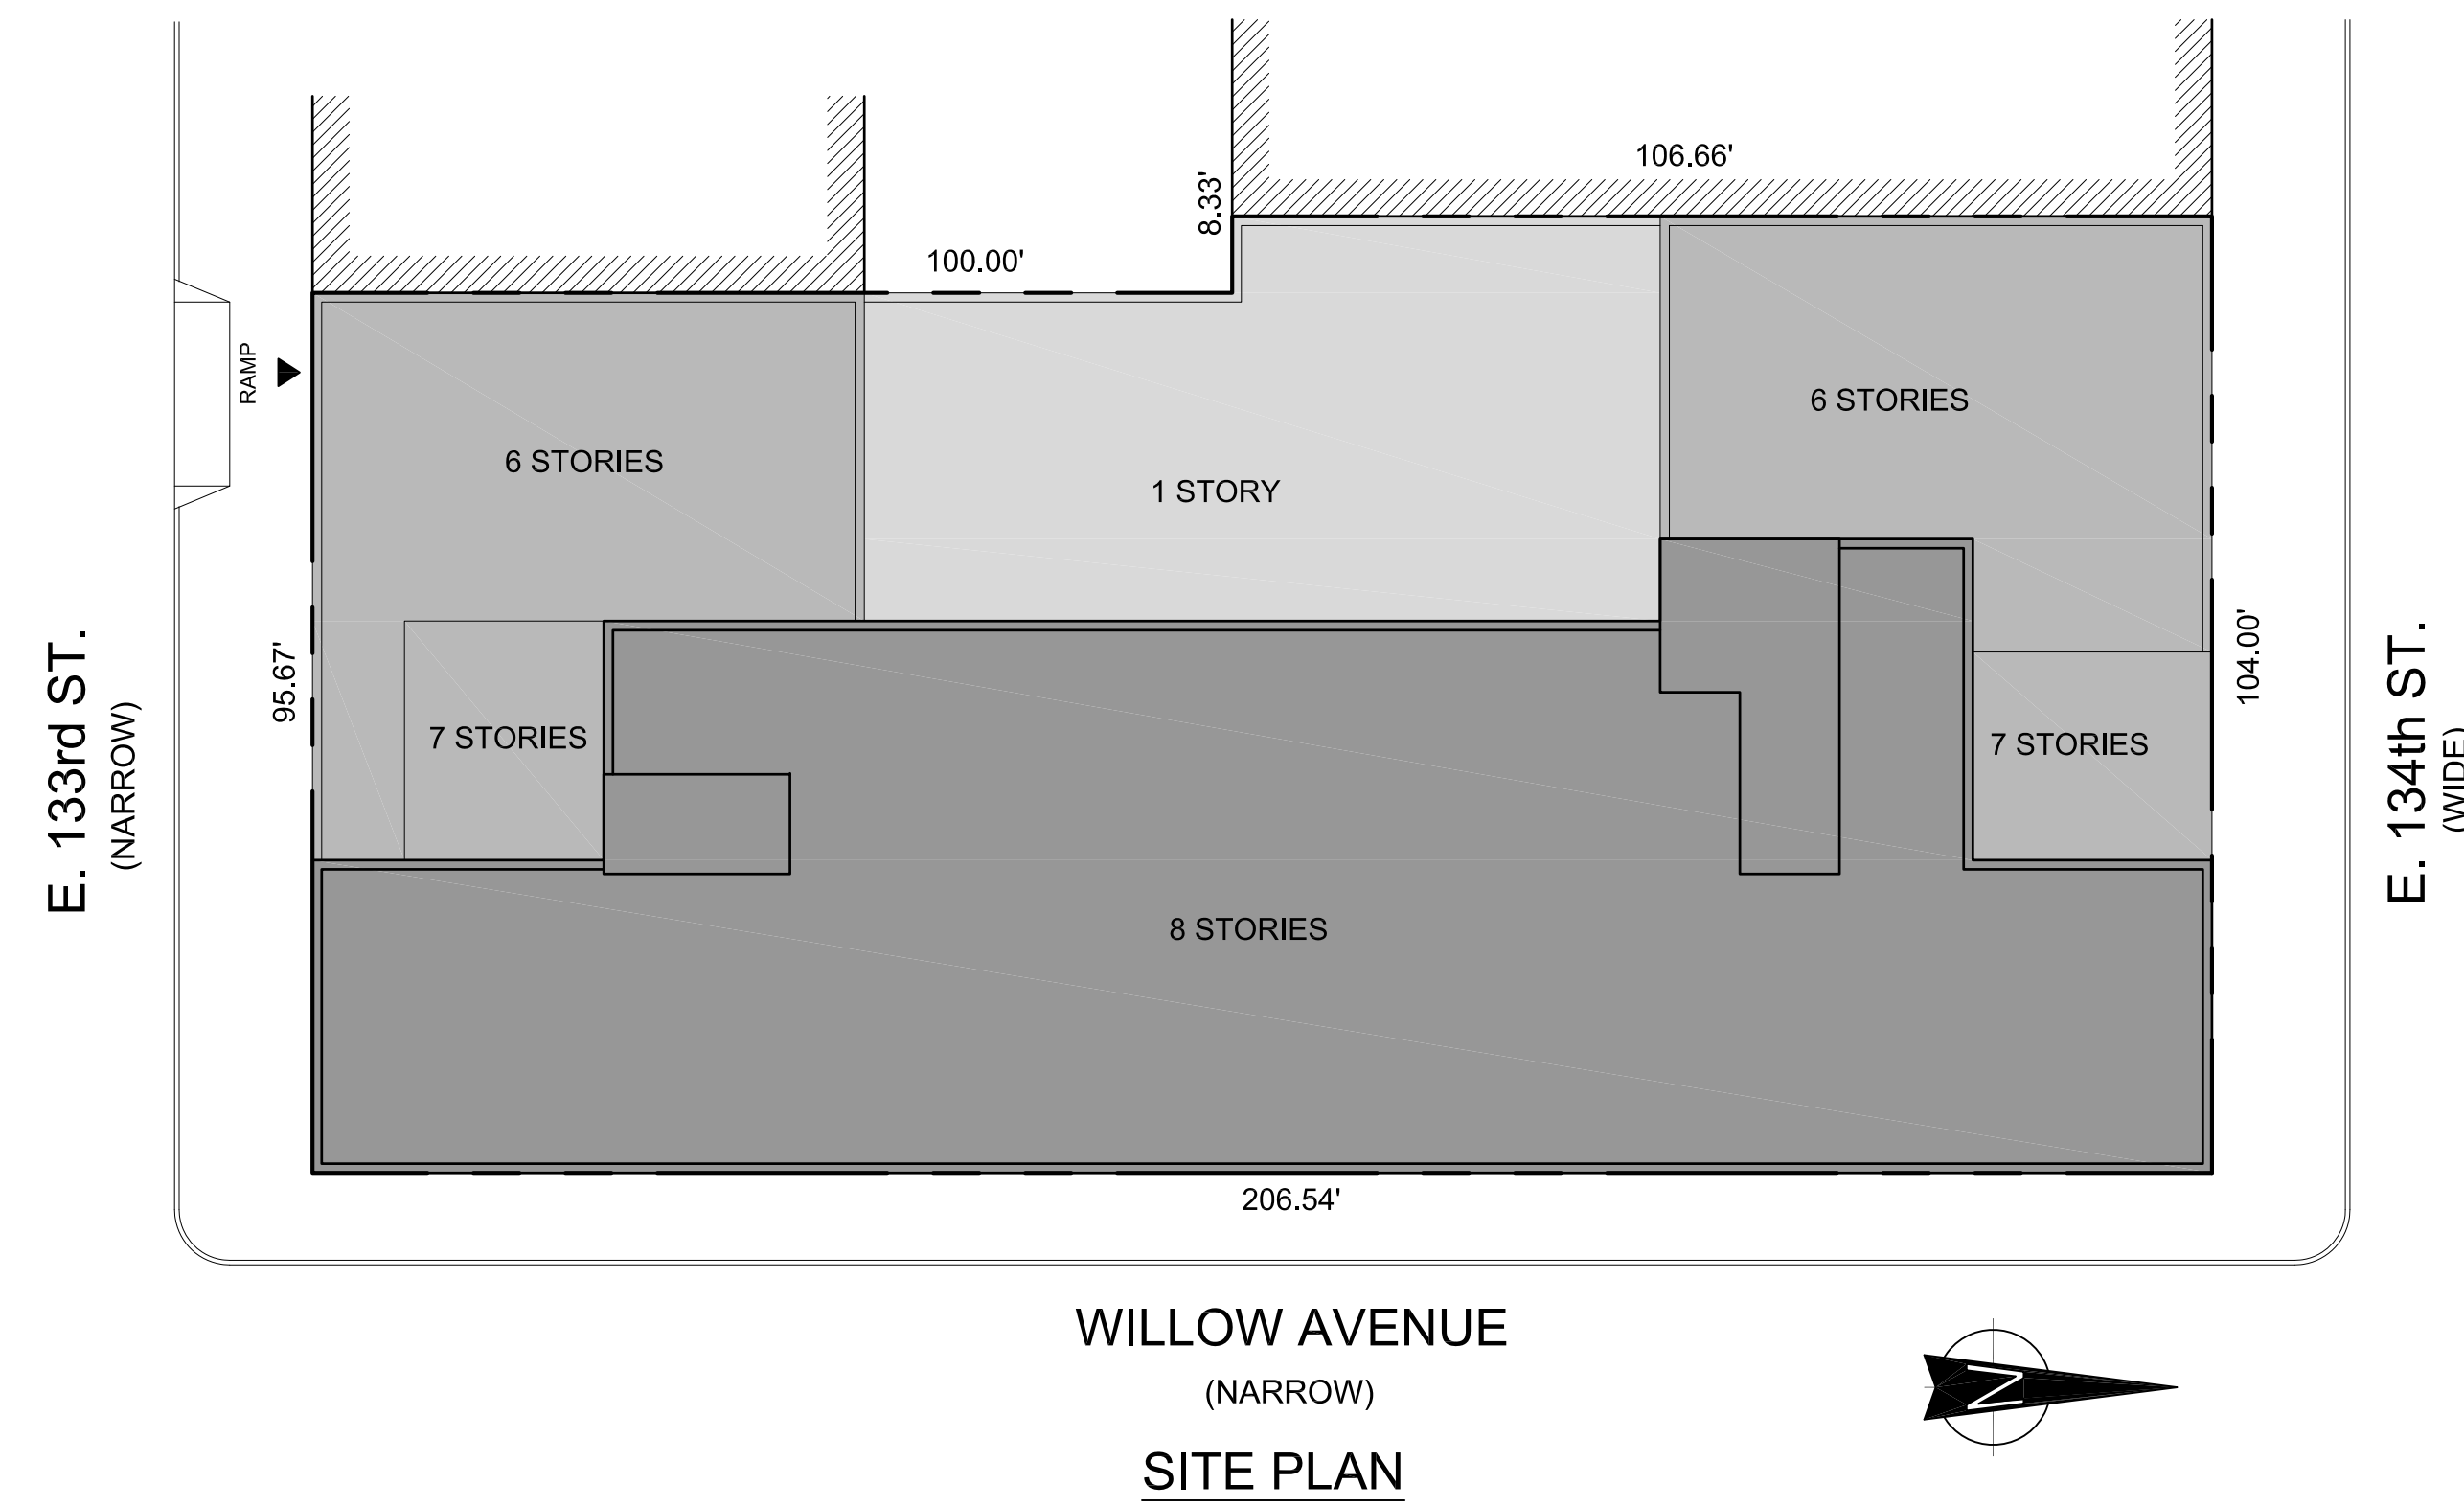 106.66'
8.33'
100.00'
RAMP
6 STORIES
6 STORIES
1 STORY
95.67'
104.00'
E. 133rd ST.
(NARROW)
7 STORIES
7 STORIES
E. 134th ST.
(WIDE)
8 STORIES
206.54'
WILLOW AVENUE
(NARROW)
N
SITE PLAN